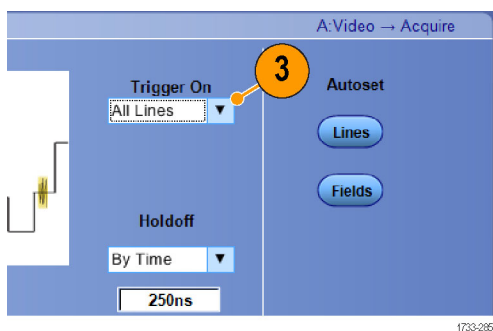 A:Video → Acquire
3
Trigger On
All Lines
Autoset
Lines
Fields
Holdoff
By Time
250ns
1733-285